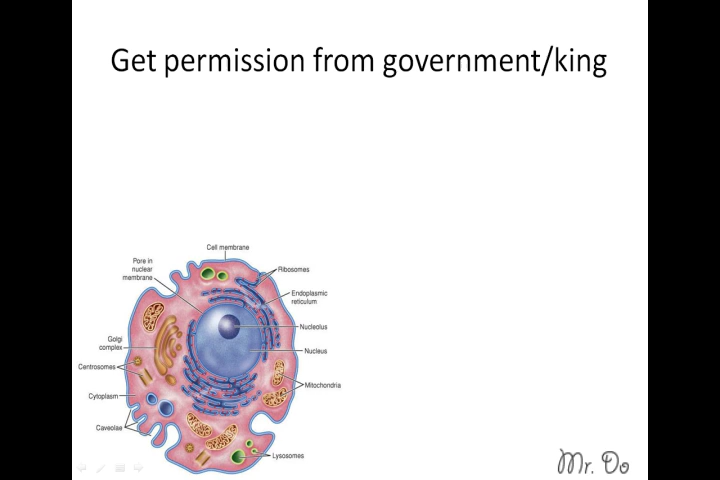 Get permission from government/king
Cell membrane
Pore in
nuclear
membrane
Ribosomes
Endoplasmic
reticulum
Nucleolus
Golgi
complex
Nucleus
Centrosomes
Mitochondria
Cytoplasm
Caveolae
Lysosomes
Mr. Do